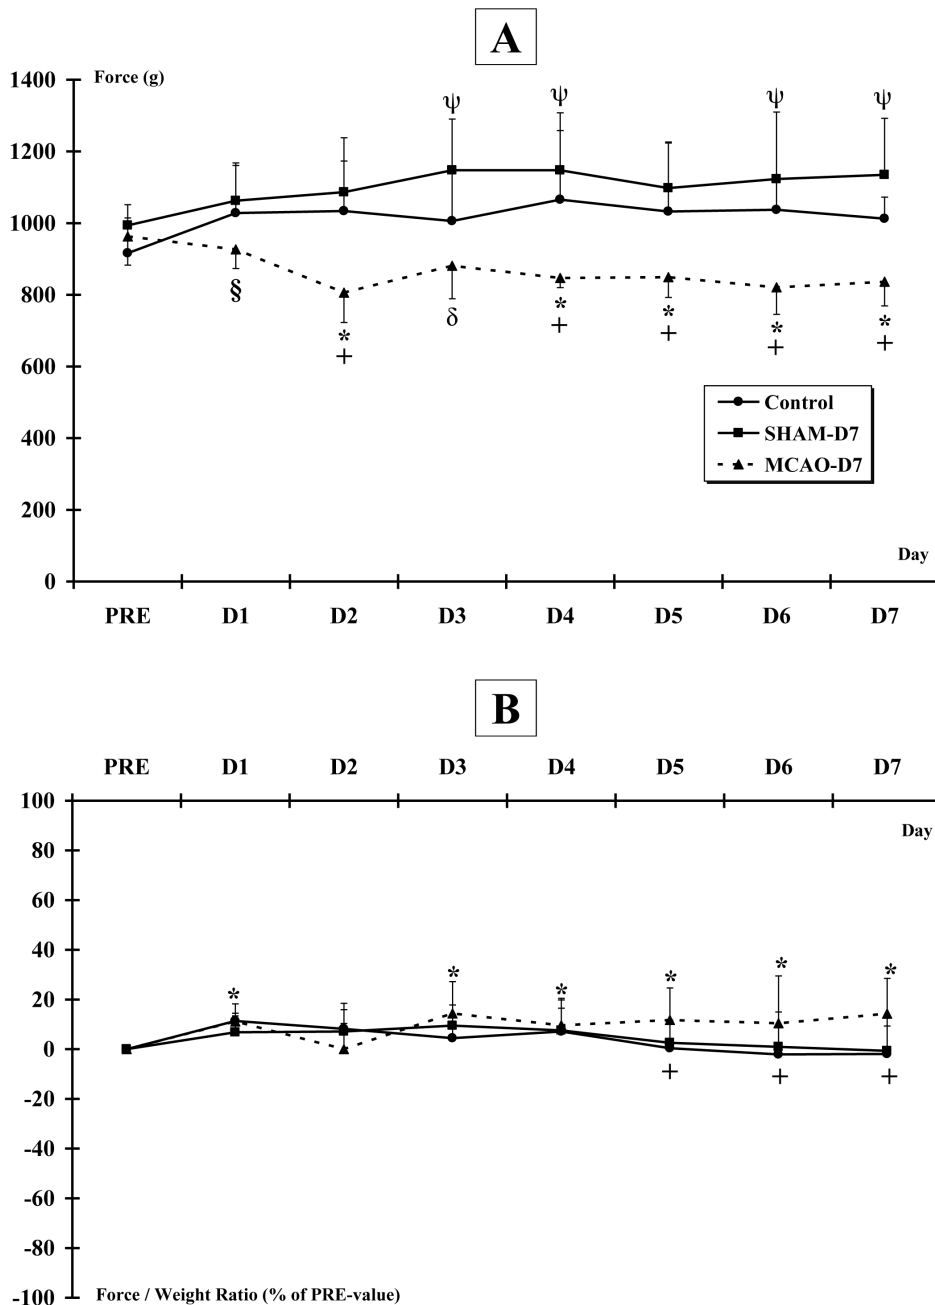 A
Force (g)
1400
ψ ψ ψ ψ
1200
1000
800
§ δ * * * *
* + + + +
+
600
Control
SHAM-D7
MCAO-D7
400
200
Day
0
PRE D1 D2 D3 D4 D5 D6 D7
B
PRE D1 D2 D3 D4 D5 D6 D7
100
Day
80
60
40
* * * * * *
20
0
+ + +
-20
-40
-60
-80
-100
Force / Weight Ratio (% of PRE-value)